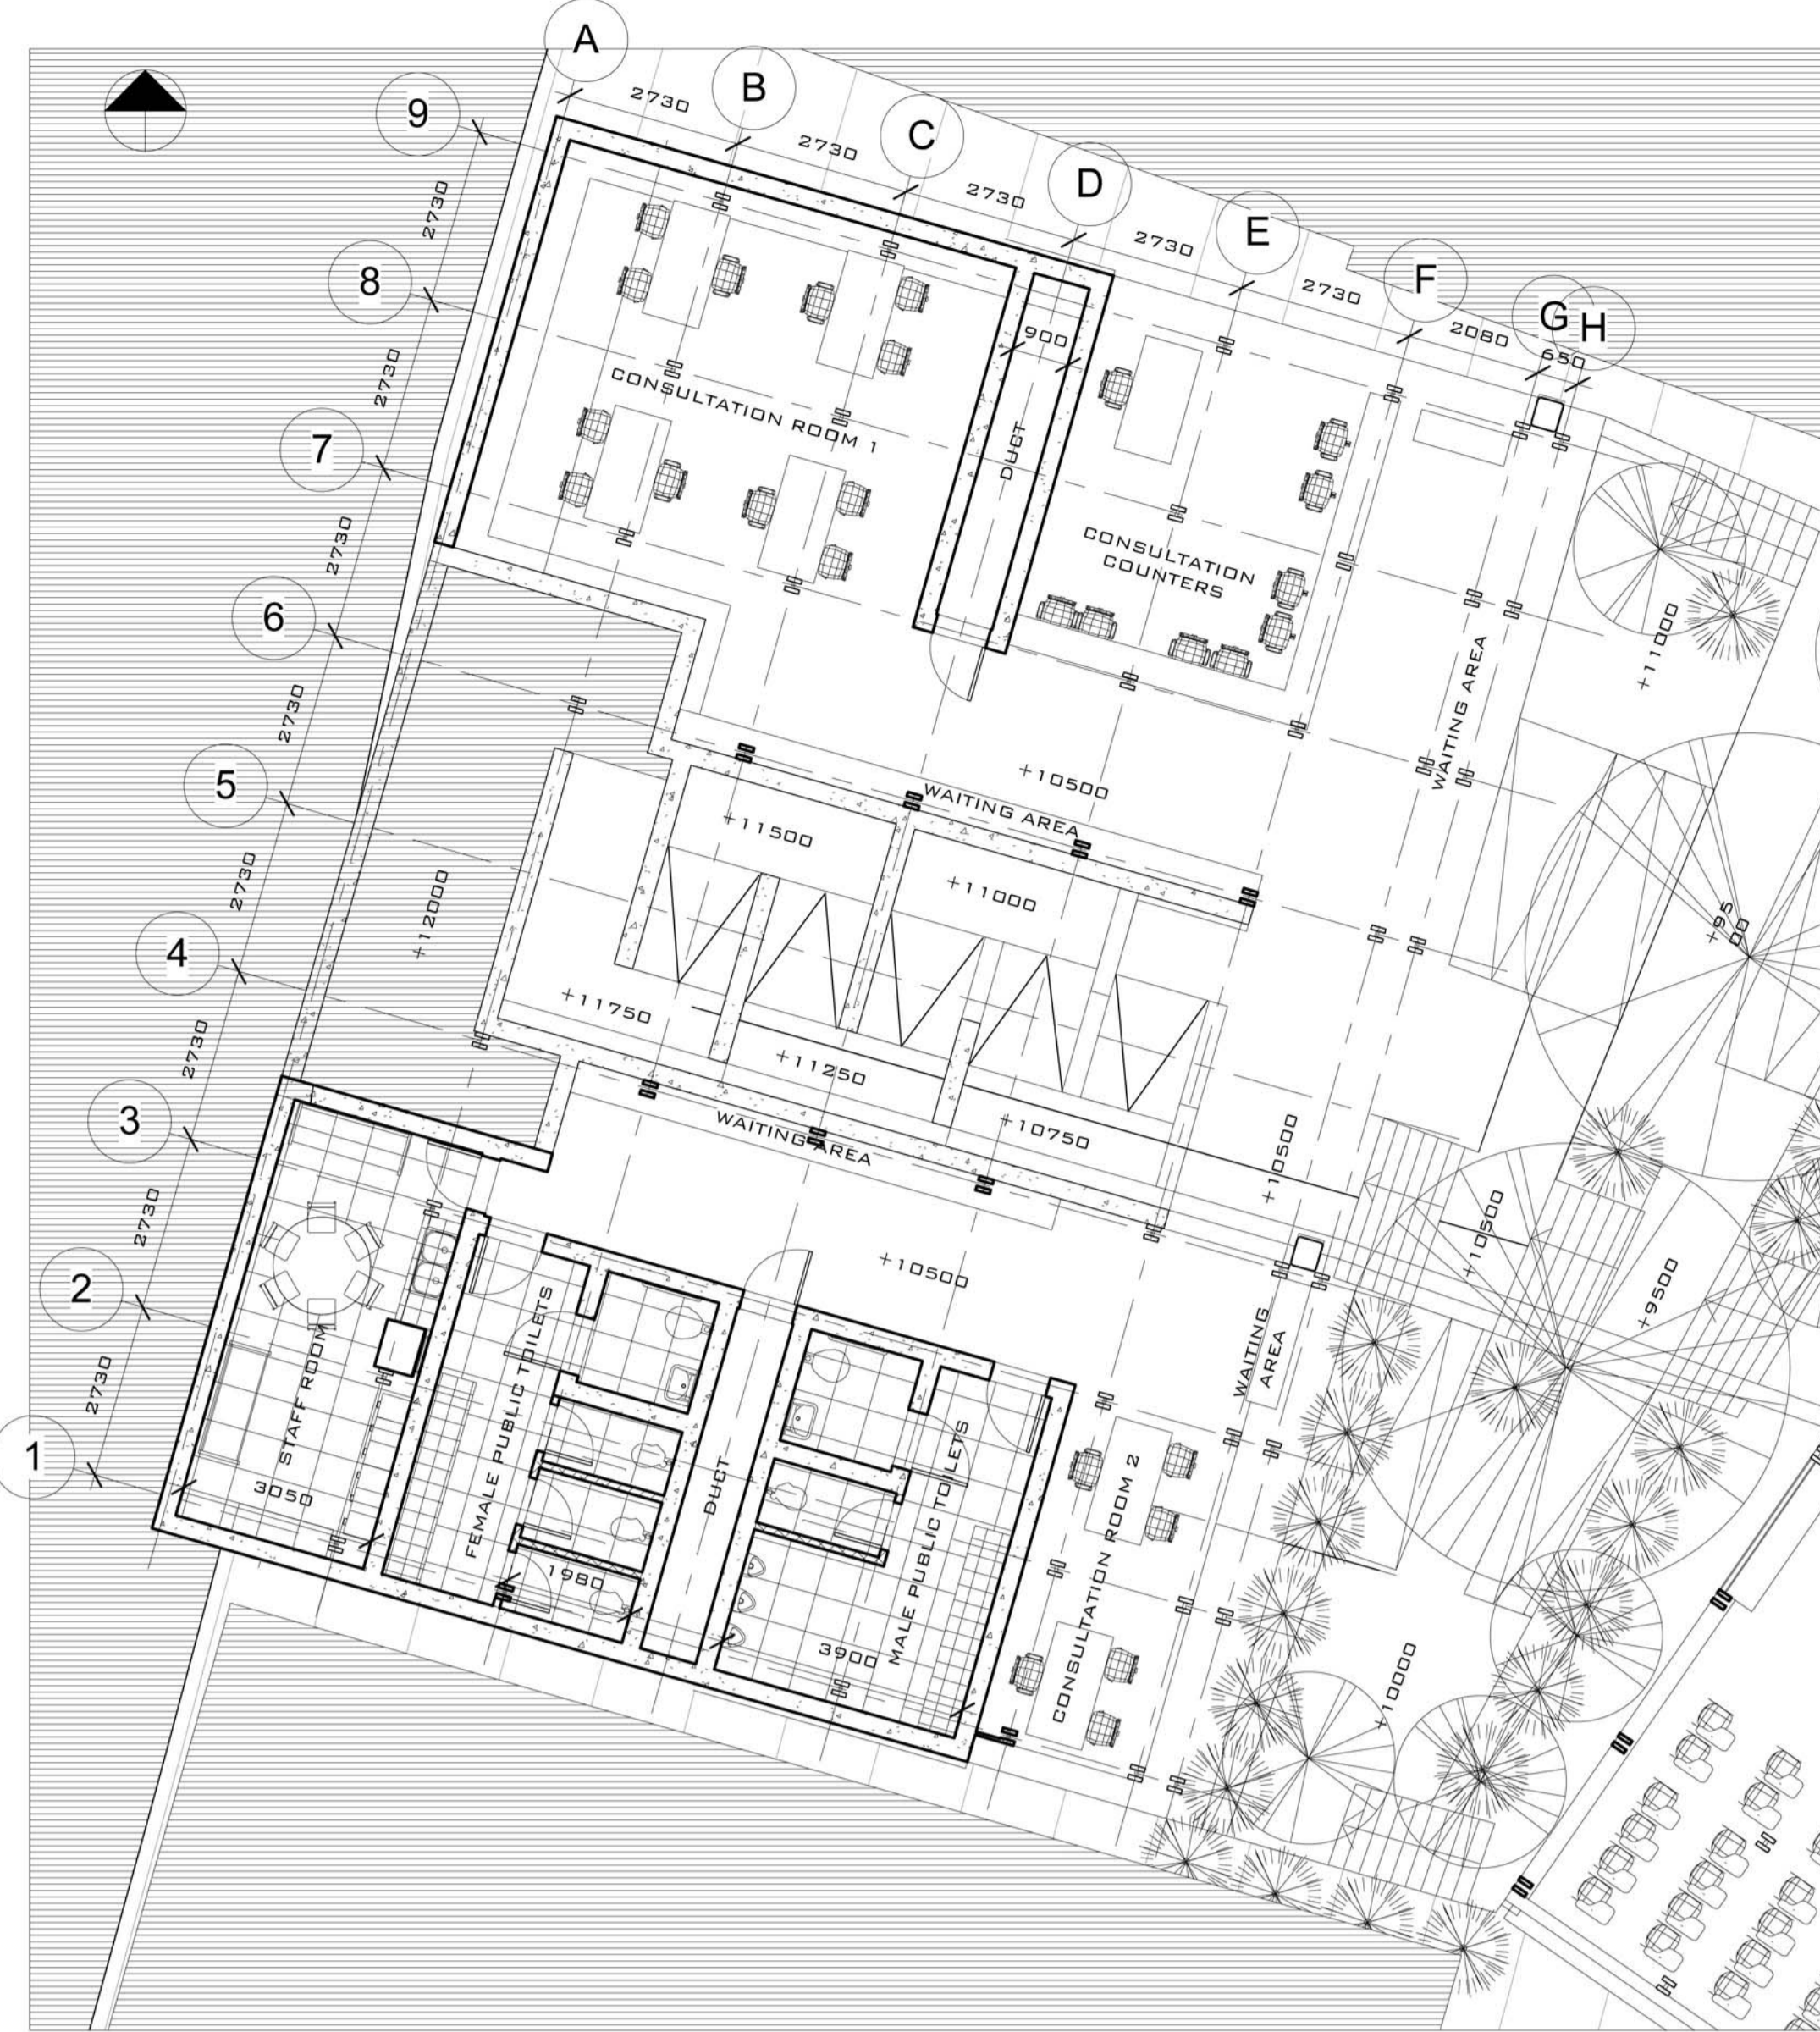 A
B
C
D
E
F
G
H
9
8
7
6
5
4
3
2
1
2730
2730
2730
2730
2730
2080
650
2730
2730
2730
2730
2730
2730
2730
2730
900
CONSULTATION ROOM 1
DUCT
CONSULTATION
COUNTERS
WAITING AREA
+11000
+10500
WAITING AREA
+11500
+11000
+95
00
+12000
+11750
+11250
+10750
WAITING AREA
+10500
+10500
+10500
+9500
WAITING
AREA
STAFF ROOM
3050
FEMALE PUBLIC TOILETS
1980
DUCT
MALE PUBLIC TOILETS
3900
CONSULTATION ROOM 2
+10000